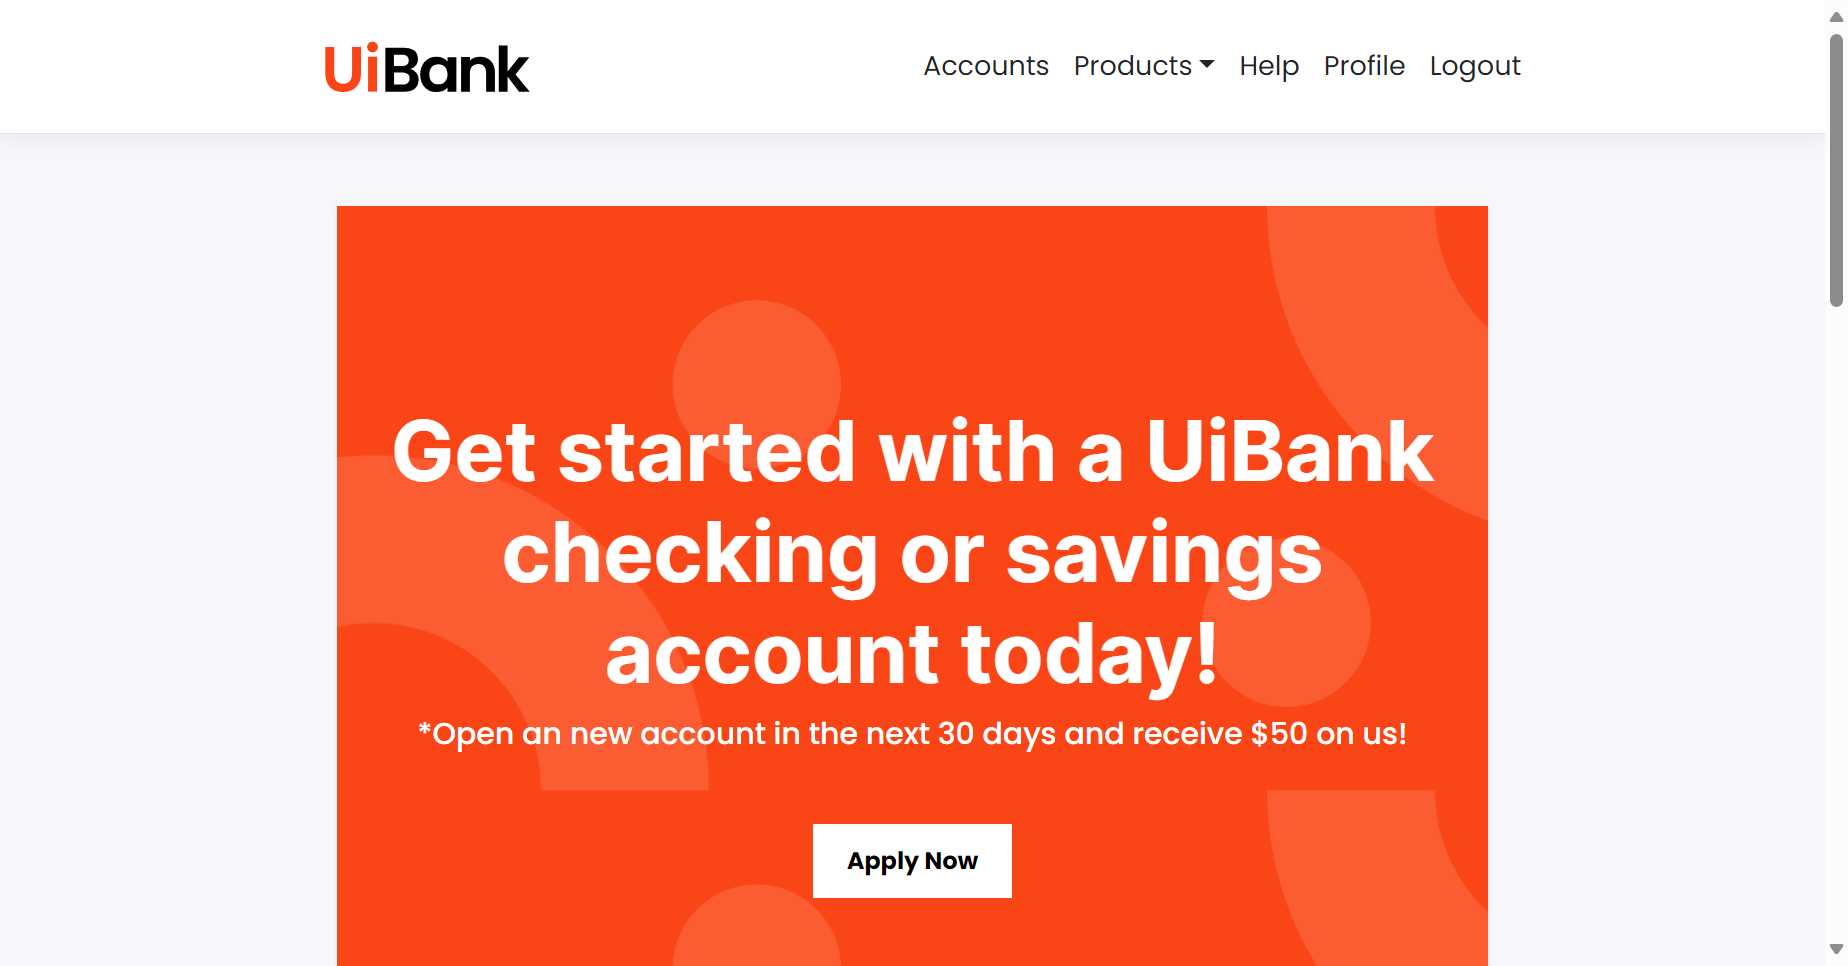 UiBank
Accounts Products Help Profile Logout
Get started with a UiBank
checking or savings
account today!
*Open an new account in the next 30 days and receive $50 on us!
Apply Now